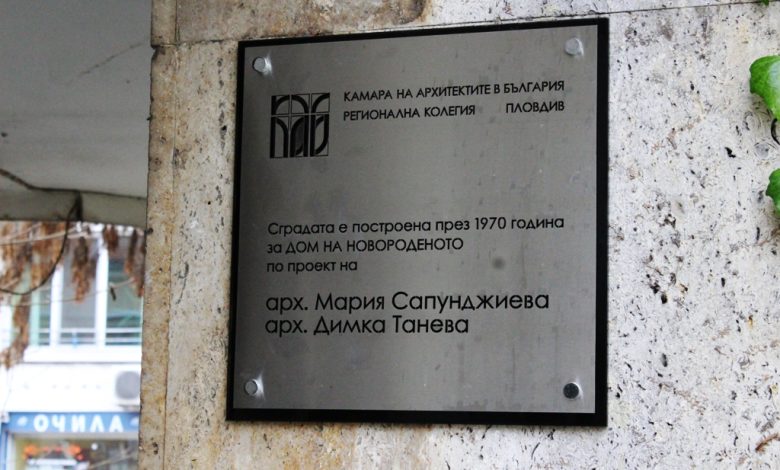 КАМАРА НА АРХИТЕКТИТЕ В БЪЛГАРИЯ
РЕГИОНАЛНА КОЛЕГИЯ ПЛОВДИВ
Сградата е построена през 1970 година
за ДОМ НА НОВОРОДЕНОТО
по проект на
арх. Мария Сапунджиева
арх. Димка Танева
ОЧИЛА